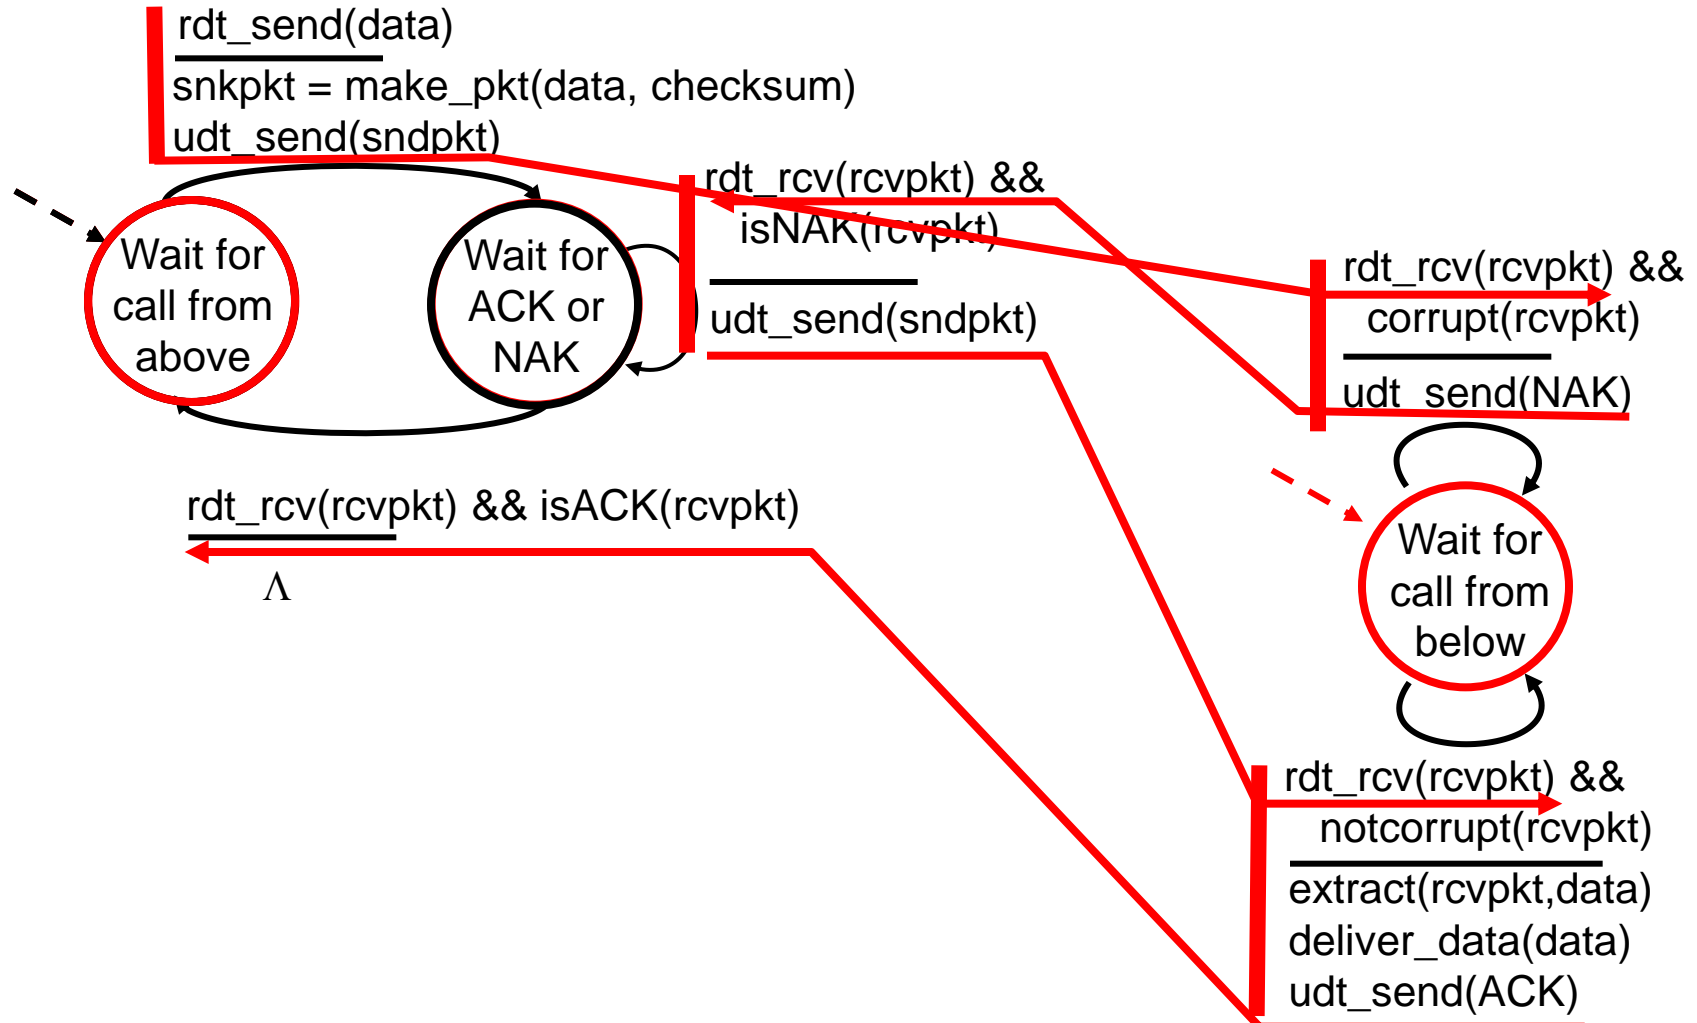 rdt_send(data)
snkpkt = make_pkt(data, checksum)
udt_send(sndpkt)
rdt_rcv(rcvpkt) &&
isNAK(rcvpkt)
udt_send(sndpkt)
Wait for
call from
above
Wait for
ACK or
NAK
rdt_rcv(rcvpkt) && isACK(rcvpkt)
Λ
rdt_rcv(rcvpkt) &&
corrupt(rcvpkt)
udt_send(NAK)
Wait for
call from
below
rdt_rcv(rcvpkt) &&
notcorrupt(rcvpkt)
extract(rcvpkt,data)
deliver_data(data)
udt_send(ACK)